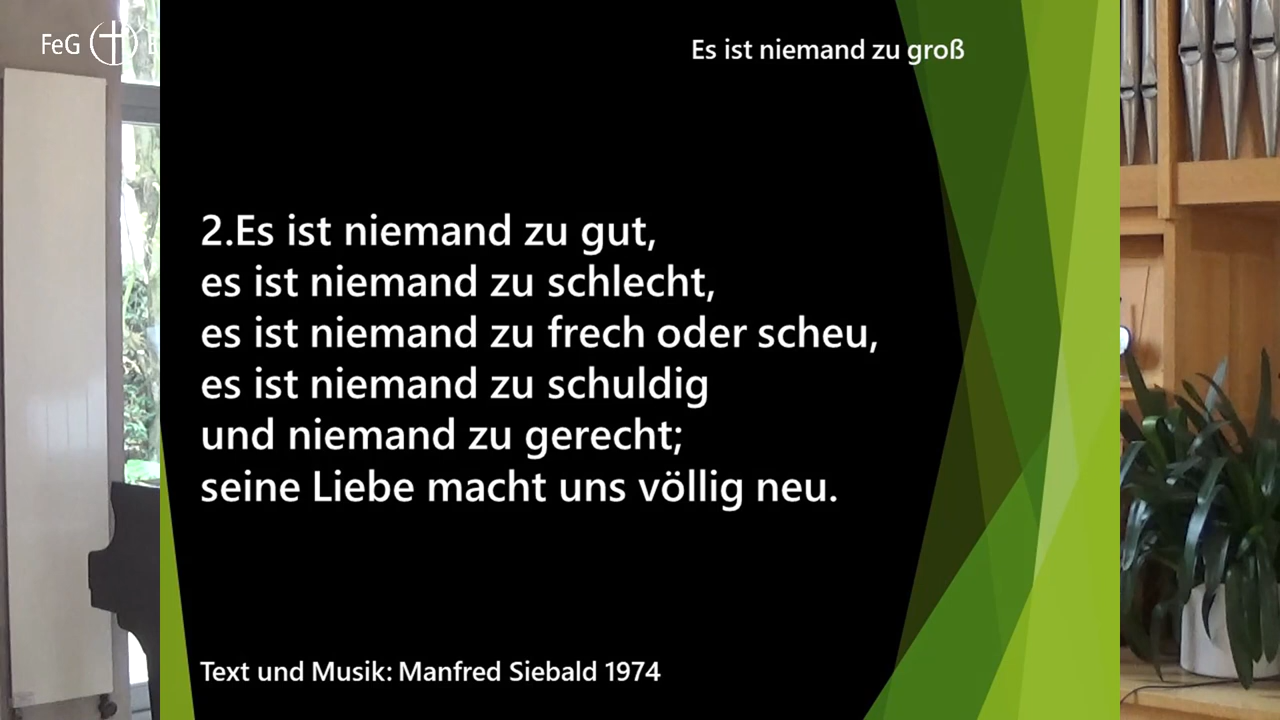 FeG
Es ist niemand zu groß
2.Es ist niemand zu gut,
es ist niemand zu schlecht,
es ist niemand zu frech oder scheu,
es ist niemand zu schuldig
und niemand zu gerecht;
seine Liebe macht uns völlig neu.
Text und Musik: Manfred Siebald 1974